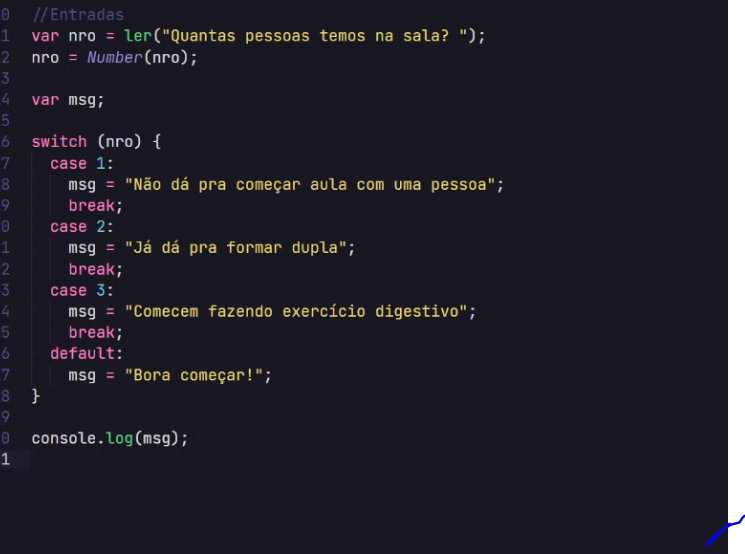 0 //Entradas
1 var nro = ler("Quantas pessoas temos na sala? ");
2 nro = Number(nro);
3
4 var msg;
5
6 switch (nro) {
7 case 1:
8 msg = "Não dá pra começar aula com uma pessoa";
9 break;
0 case 2:
1 msg = "Já dá pra formar dupla";
2 break;
3 case 3:
4 msg = "Comecem fazendo exercício digestivo";
5 break;
6 default:
7 msg = "Bora começar!";
8 }
9
0 console.log(msg);
1